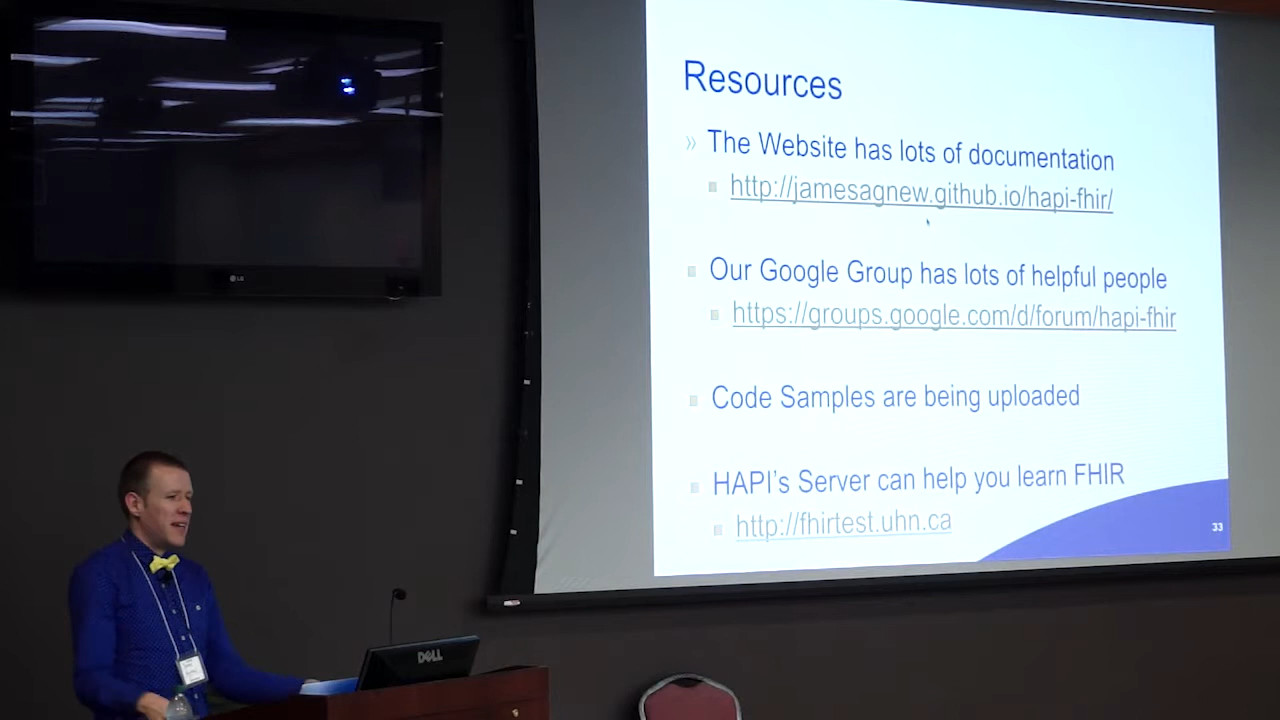 Resources
» The Website has lots of documentation
http://jamesagnew.github.io/hapi-fhir/
Our Google Group has lots of helpful people
https://groups.google.com/d/forum/hapi-fhir
Code Samples are being uploaded
HAPI's Server can help you learn FHIR
http://fhirtest.uhn.ca
33
LG
DELL